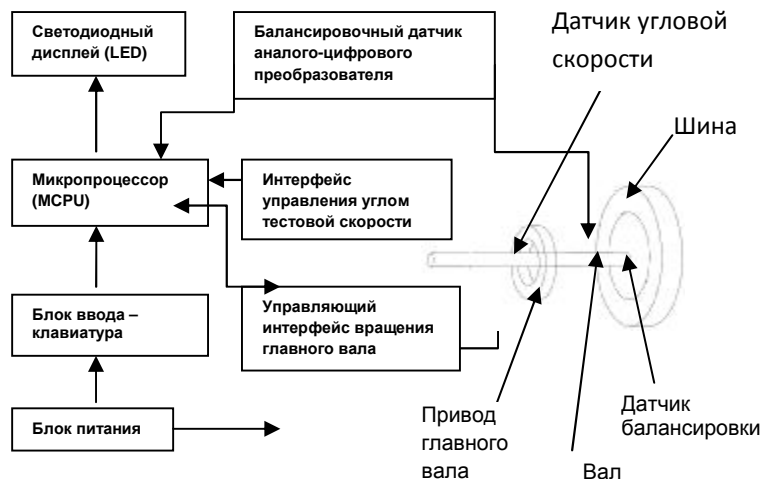 Светодиодный
дисплей (LED)
Балансировочный датчик
аналого-цифрового
преобразователя
Датчик угловой
скорости
Шина
Микропроцессор
(MCPU)
Интерфейс
управления углом
тестовой скорости
Блок ввода –
клавиатура
Управляющий
интерфейс вращения
главного вала
Блок питания
Привод
главного
вала
Вал
Датчик
балансировки